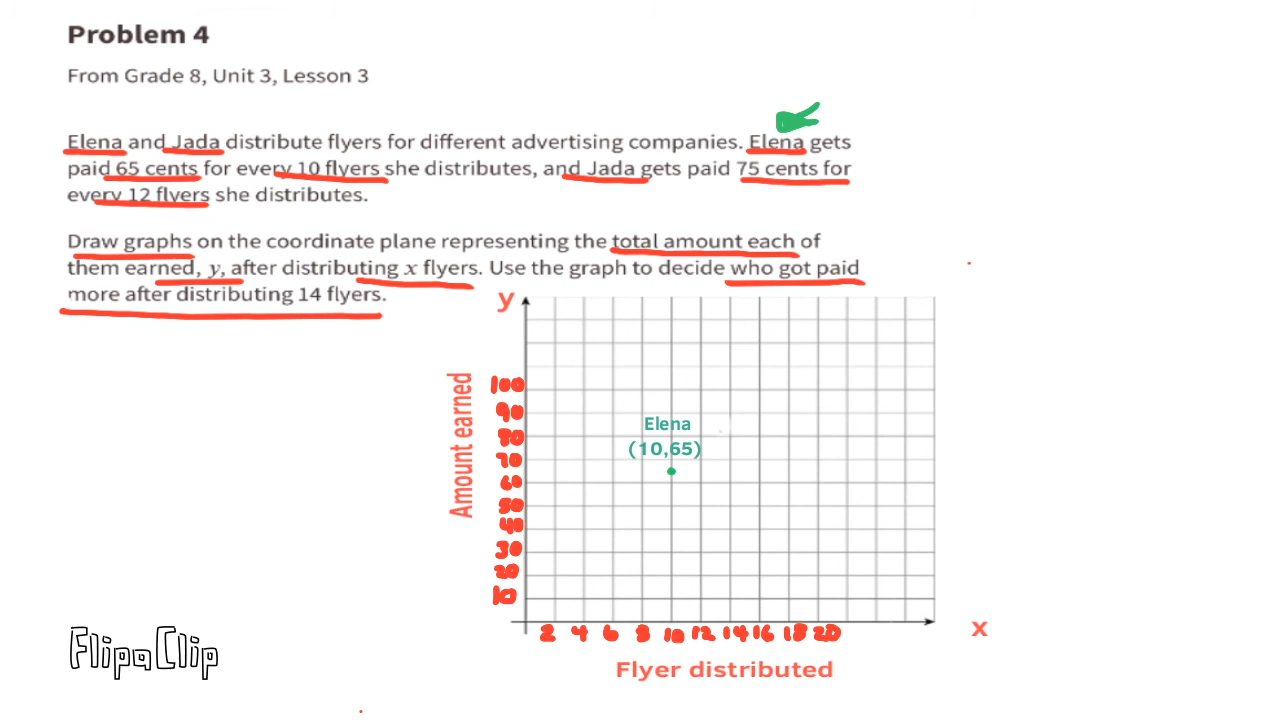 Problem 4
From Grade 8, Unit 3, Lesson 3
Elena and Jada distribute flyers for different advertising companies. Elena gets
paid 65 cents for every 10 flyers she distributes, and Jada gets paid 75 cents for
every 12 flyers she distributes.
Draw graphs on the coordinate plane representing the total amount each of
them earned, y, after distributing x flyers. Use the graph to decide who got paid
more after distributing 14 flyers.
y
Amount earned
100
90
80
70
60
50
40
30
20
10
Elena
(10,65)
2 4 6 8 10 12 14 16 18 20
x
Flyer distributed
FlipaClip